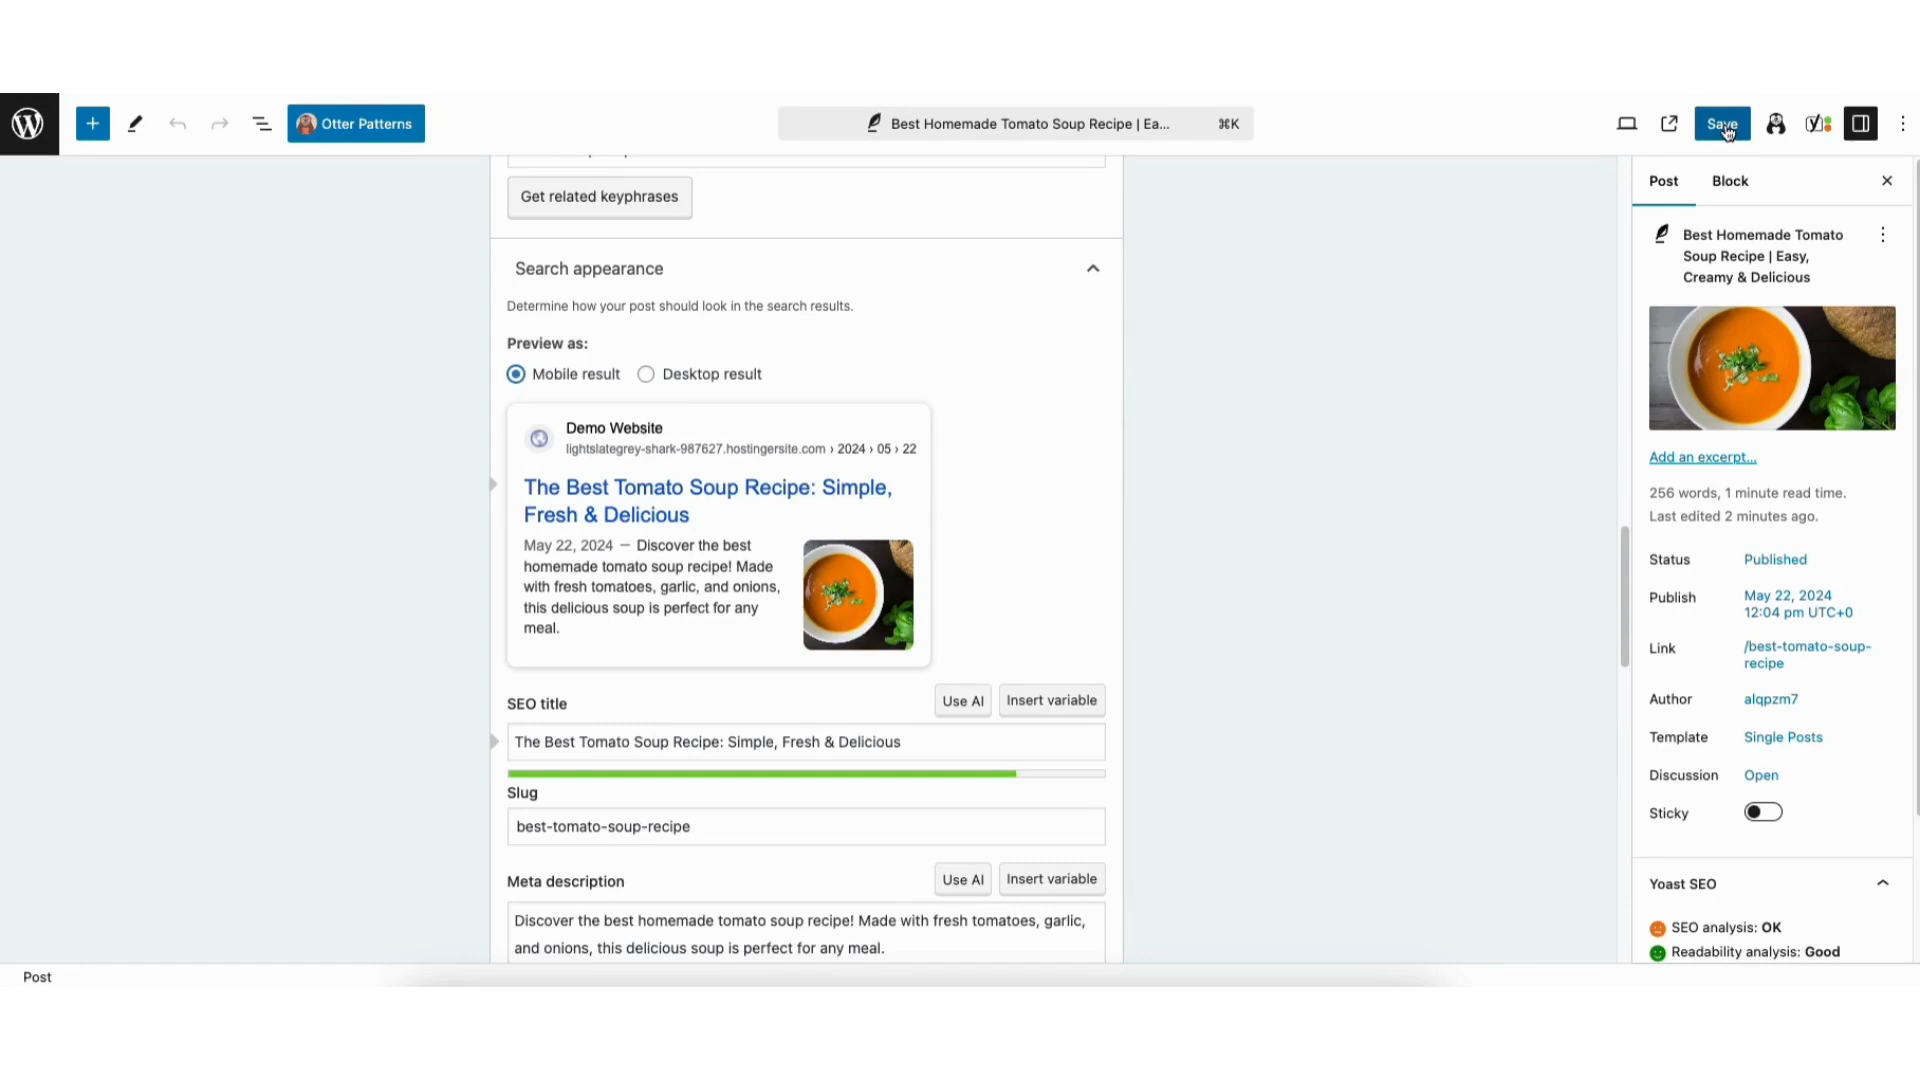 Otter Patterns
Best Homemade Tomato Soup Recipe | Ea...
⌘K
Save
Get related keyphrases
Search appearance
Determine how your post should look in the search results.
Preview as:
Mobile result
Desktop result
Demo Website
lightslategrey-shark-987627.hostingersite.com › 2024 › 05 › 22
The Best Tomato Soup Recipe: Simple,
Fresh & Delicious
May 22, 2024 － Discover the best
homemade tomato soup recipe! Made
with fresh tomatoes, garlic, and onions,
this delicious soup is perfect for any
meal.
SEO title
Use AI
Insert variable
The Best Tomato Soup Recipe: Simple, Fresh & Delicious
Slug
best-tomato-soup-recipe
Meta description
Use AI
Insert variable
Discover the best homemade tomato soup recipe! Made with fresh tomatoes, garlic,
and onions, this delicious soup is perfect for any meal.
Post
Post
Block
Best Homemade Tomato
Soup Recipe | Easy,
Creamy & Delicious
Add an excerpt...
256 words, 1 minute read time.
Last edited 2 minutes ago.
Status
Published
Publish
May 22, 2024
12:04 pm UTC+0
Link
/best-tomato-soup-
recipe
Author
alqpzm7
Template
Single Posts
Discussion
Open
Sticky
Yoast SEO
SEO analysis: OK
Readability analysis: Good